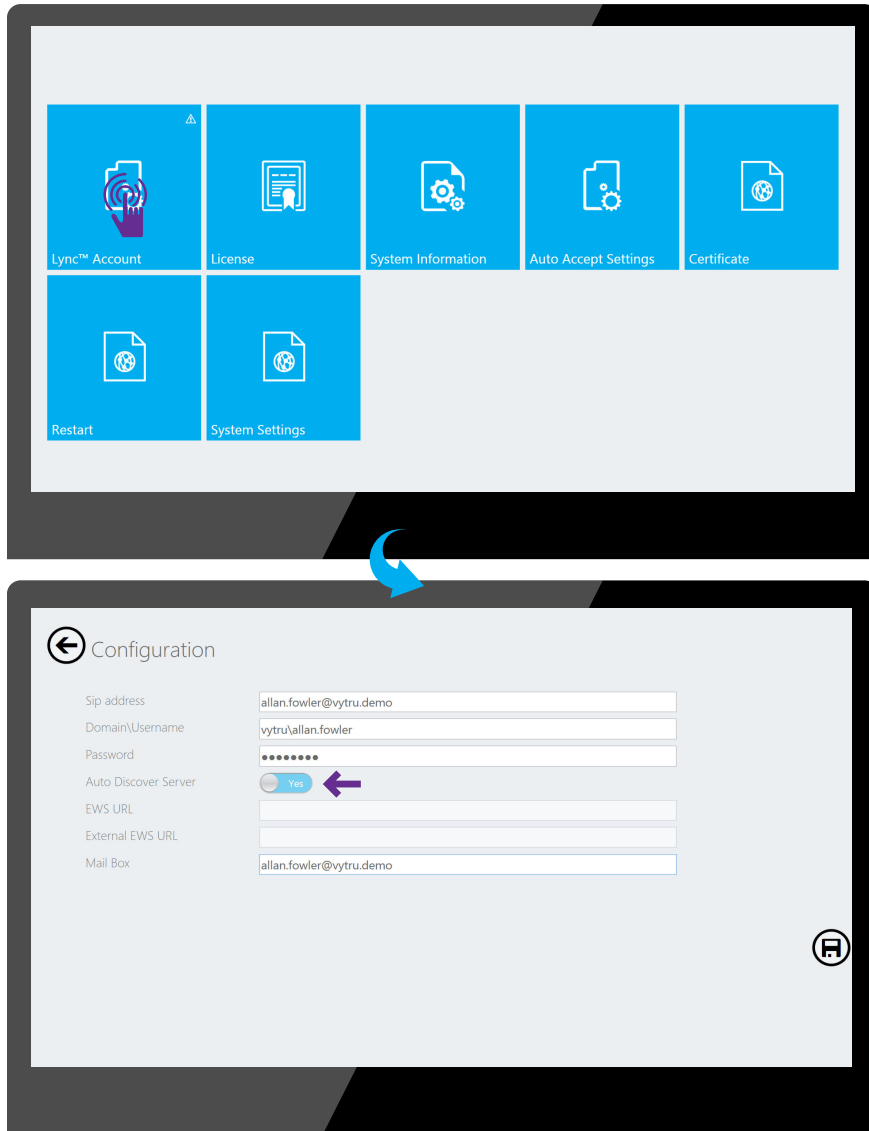 Lync™ Account
License
System Information
Auto Accept Settings
Certificate
Restart
System Settings
Configuration
Sip address
allan.fowler@vytru.demo
Domain\Username
vytru\allan.fowler
Password
●●●●●●●●
Auto Discover Server
Yes
EWS URL
External EWS URL
Mail Box
allan.fowler@vytru.demo